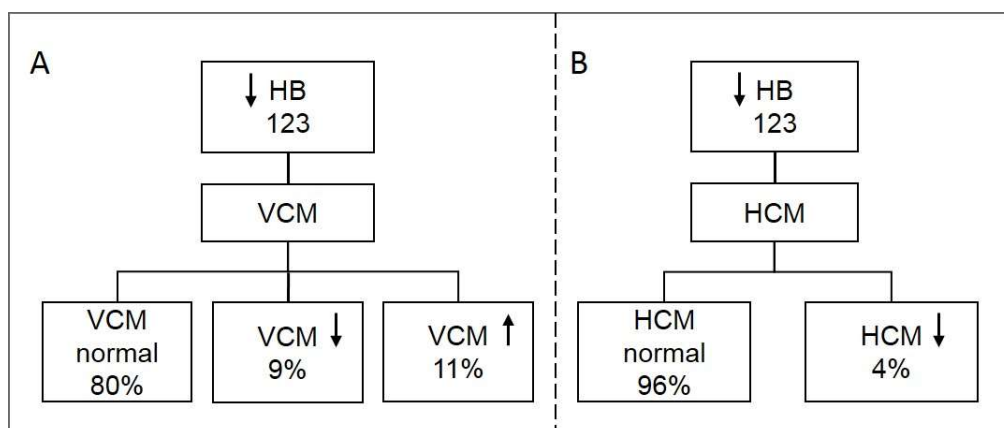 A
↓ HB
123
VCM
VCM
normal
80%
VCM ↓
9%
VCM ↑
11%
B
↓ HB
123
HCM
HCM
normal
96%
HCM ↓
4%